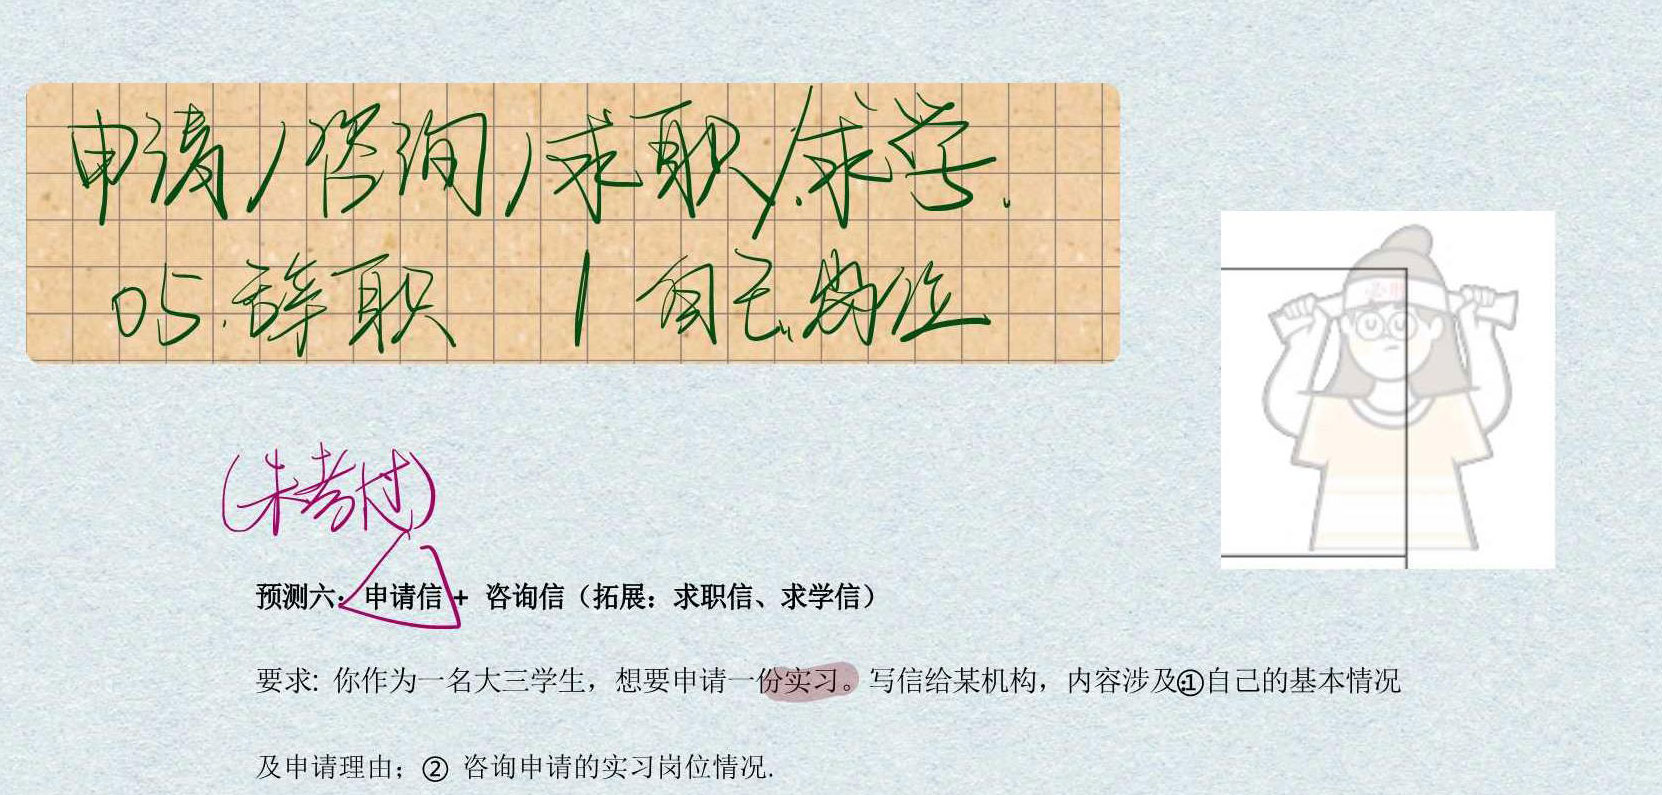 申请/咨询/求职/求学.
05.辞职 | 自己岗位
(未考过)
预测六：申请信 + 咨询信（拓展：求职信、求学信）
要求: 你作为一名大三学生，想要申请一份实习。写信给某机构，内容涉及:①自己的基本情况
及申请理由；② 咨询申请的实习岗位情况.